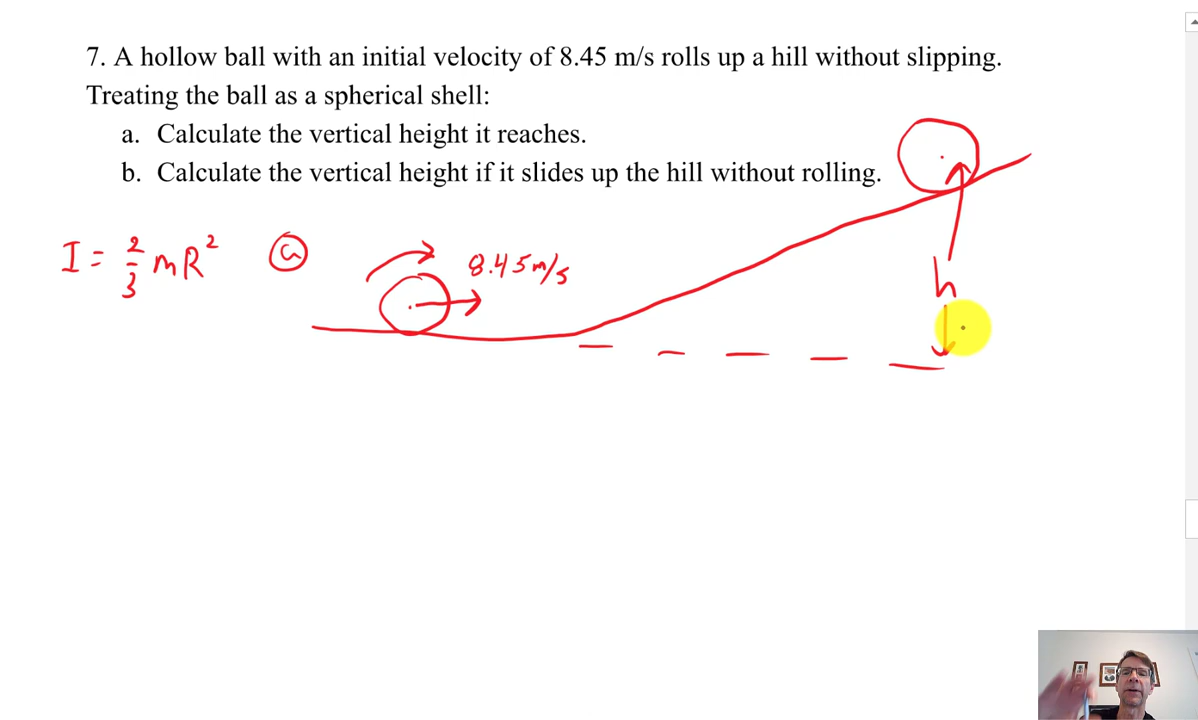 7. A hollow ball with an initial velocity of 8.45 m/s rolls up a hill without slipping.
Treating the ball as a spherical shell:
a. Calculate the vertical height it reaches.
b. Calculate the vertical height if it slides up the hill without rolling.
I = 2/3 mR²
a
8.45m/s
h